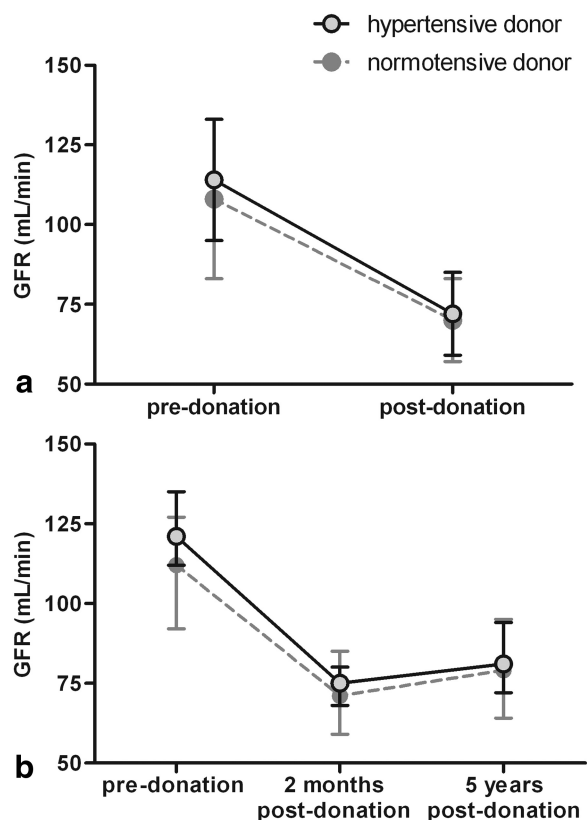 hypertensive donor
normotensive donor
150
125
100
75
50
GFR (mL/min)
a
pre-donation post-donation
150
125
100
75
50
GFR (mL/min)
b
pre-donation 2 months 5 years
post-donation post-donation